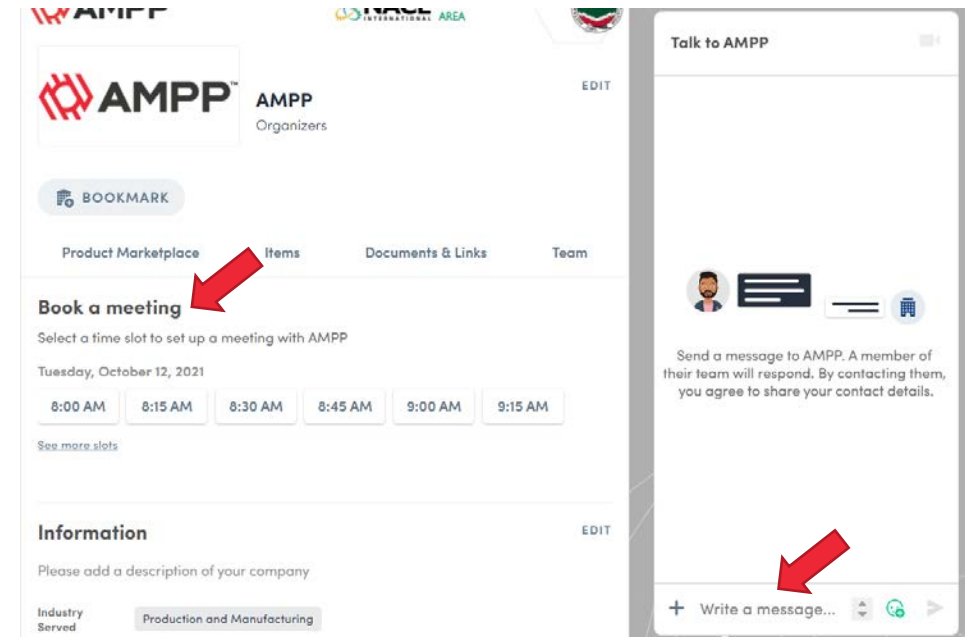 AMPP
NACE
INTERNATIONAL AREA
AMPP™
AMPP
Organizers
EDIT
BOOKMARK
Product Marketplace
Items
Documents & Links
Team
Book a meeting
Select a time slot to set up a meeting with AMPP
Tuesday, October 12, 2021
8:00 AM
8:15 AM
8:30 AM
8:45 AM
9:00 AM
9:15 AM
See more slots
Information
EDIT
Please add a description of your company
Industry
Served
Production and Manufacturing
Talk to AMPP
Send a message to AMPP. A member of
their team will respond. By contacting them,
you agree to share your contact details.
+ Write a message...